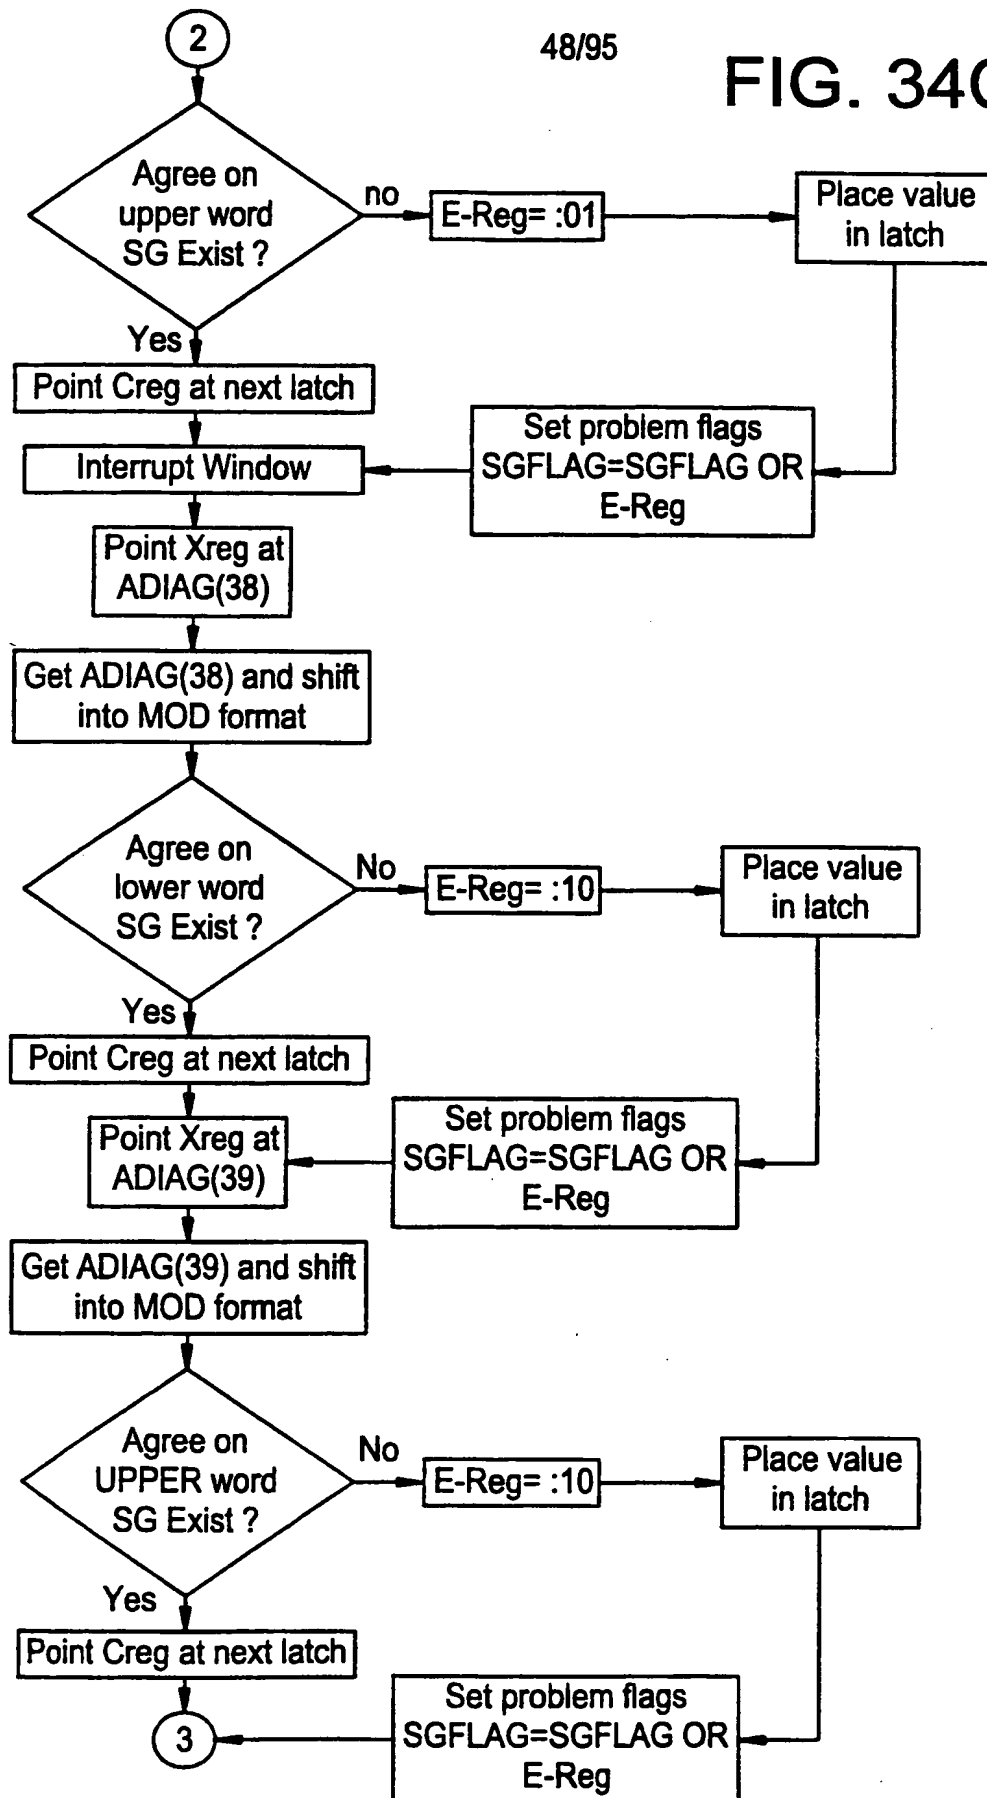 2
48/95
FIG. 34C
Agree on
upper word
SG Exist ?
no
E-Reg= :01
Place value
in latch
Yes
Point Creg at next latch
Set problem flags
SGFLAG=SGFLAG OR
E-Reg
Interrupt Window
Point Xreg at
ADIAG(38)
Get ADIAG(38) and shift
into MOD format
Agree on
lower word
SG Exist ?
No
E-Reg= :10
Place value
in latch
Yes
Point Creg at next latch
Point Xreg at
ADIAG(39)
Set problem flags
SGFLAG=SGFLAG OR
E-Reg
Get ADIAG(39) and shift
into MOD format
Agree on
UPPER word
SG Exist ?
No
E-Reg= :10
Place value
in latch
Yes
Point Creg at next latch
3
Set problem flags
SGFLAG=SGFLAG OR
E-Reg